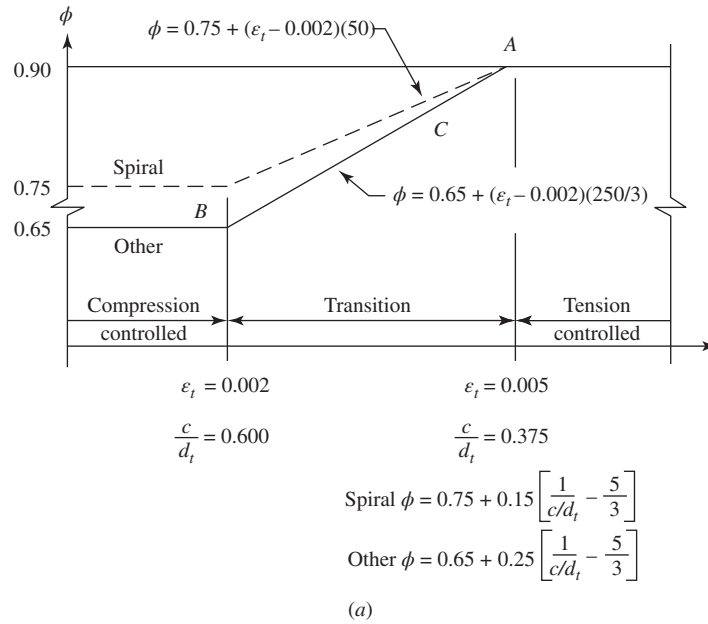 ϕ
ϕ = 0.75 + (εt – 0.002)(50)
A
0.90
C
Spiral
0.75
ϕ = 0.65 + (εt – 0.002)(250/3)
B
0.65
Other
Compression
controlled
Transition
Tension
controlled
εt = 0.002
εt = 0.005
c/dt = 0.600
c/dt = 0.375
Spiral ϕ = 0.75 + 0.15 [1/(c/dt) – 5/3]
Other ϕ = 0.65 + 0.25 [1/(c/dt) – 5/3]
(a)